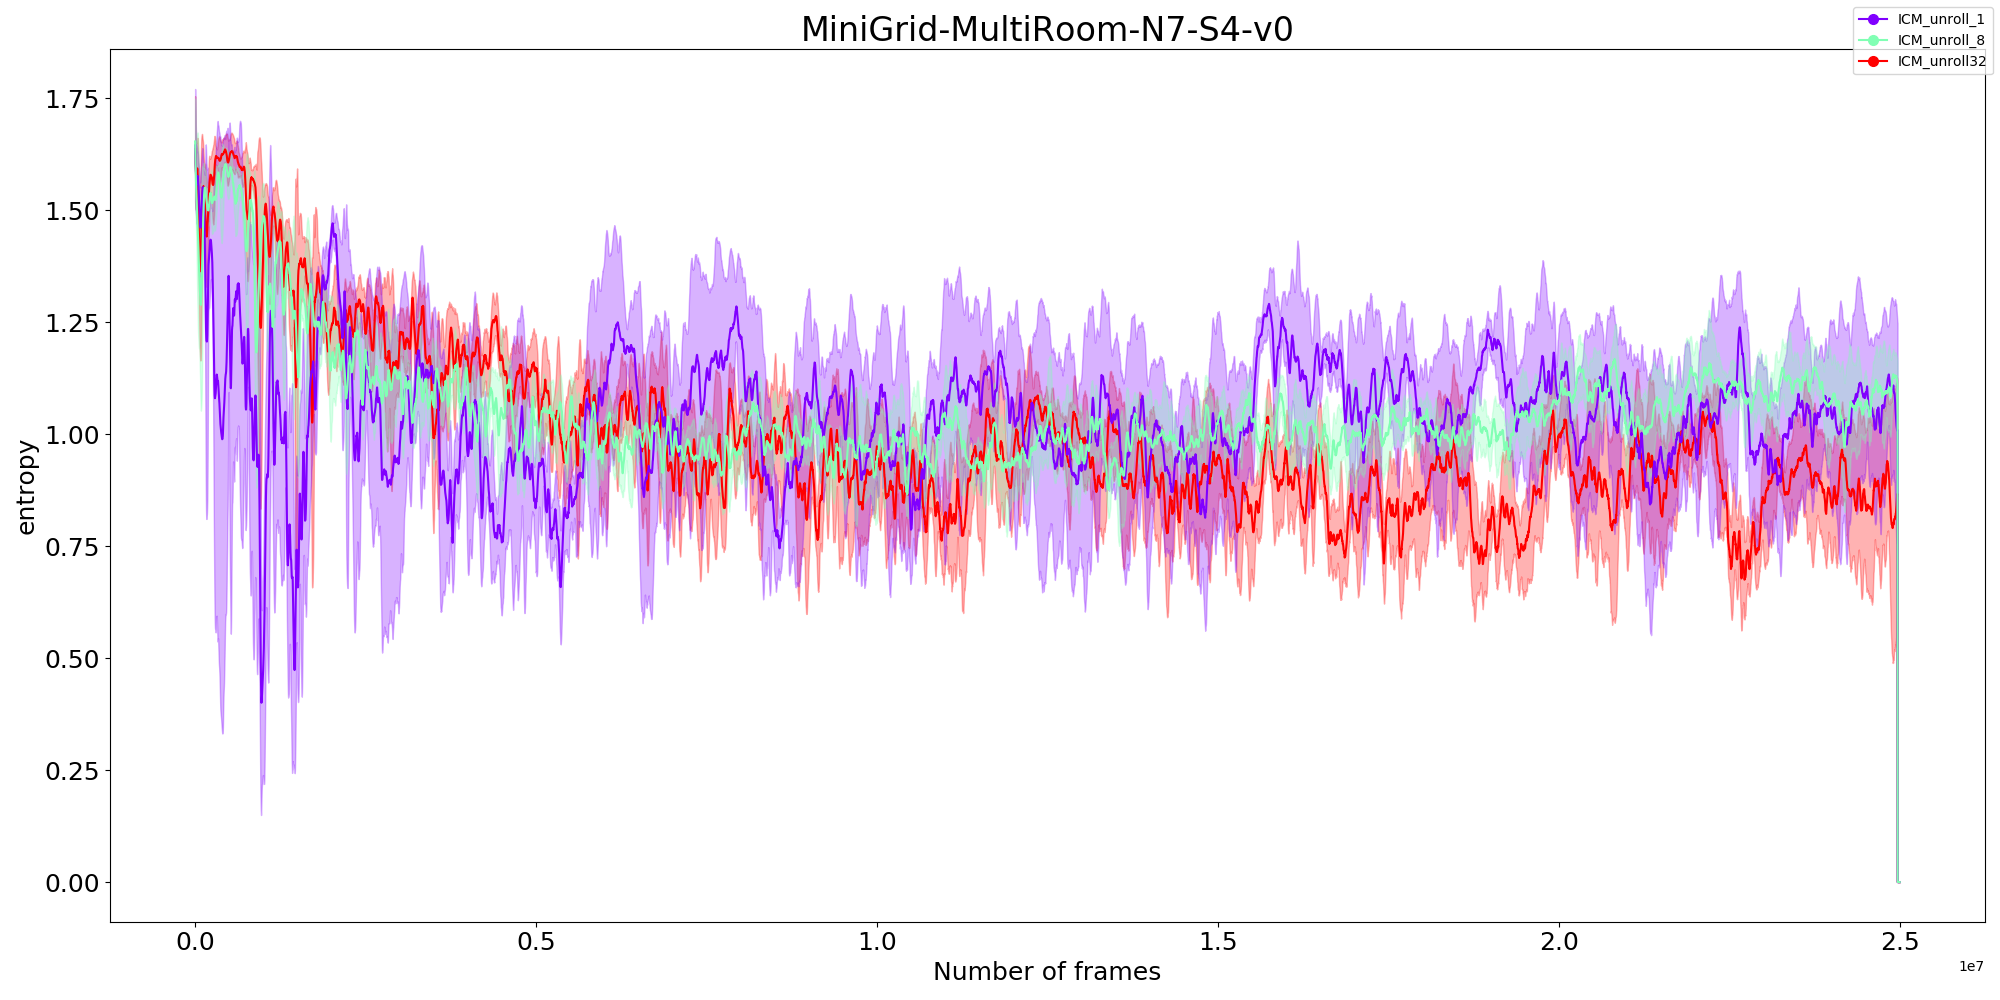 MiniGrid-MultiRoom-N7-S4-v0
ICM_unroll_1
ICM_unroll_8
ICM_unroll32
1.75
1.50
1.25
1.00
0.75
0.50
0.25
0.00
entropy
0.0 0.5 1.0 1.5 2.0 2.5
Number of frames
1e7